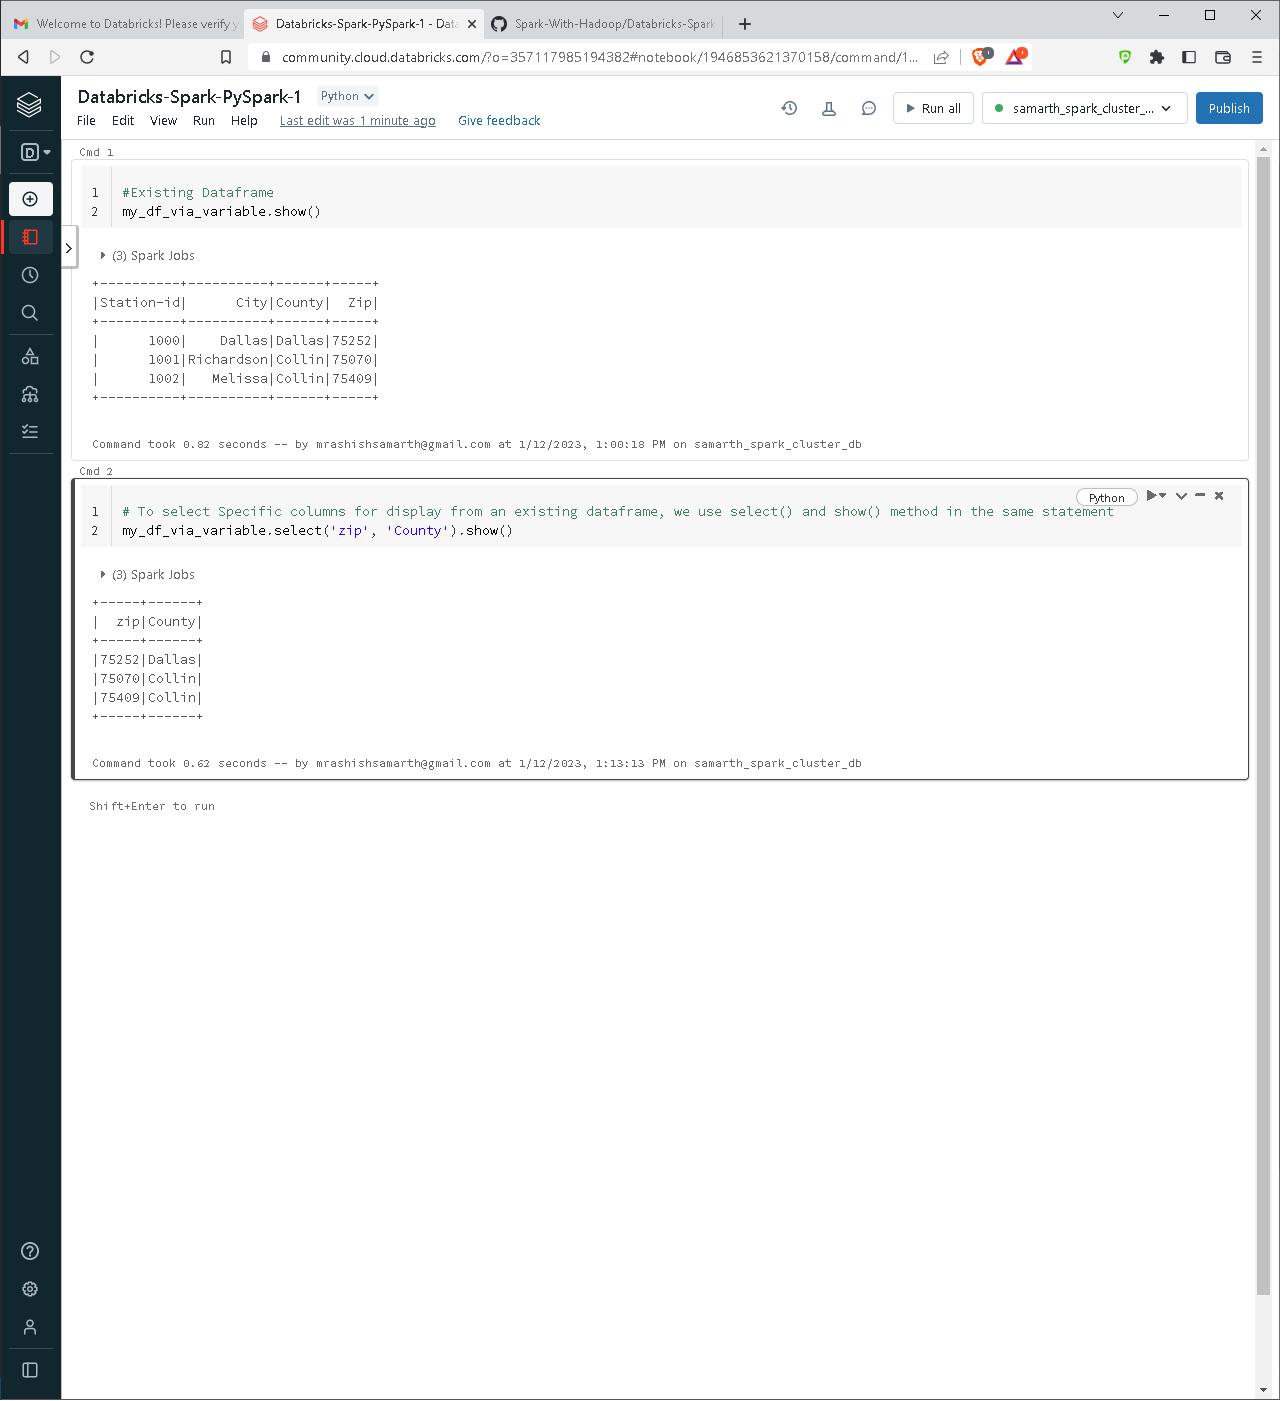 Welcome to Databricks! Please verify y
Databricks-Spark-PySpark-1 - Data
Spark-With-Hadoop/Databricks-Spark
community.cloud.databricks.com/?o=357117985194382#notebook/1946853621370158/command/1...
Databricks-Spark-PySpark-1
Python
File Edit View Run Help Last edit was 1 minute ago Give feedback
Run all
samarth_spark_cluster_...
Publish
Cmd 1
1 #Existing Dataframe
2 my_df_via_variable.show()
(3) Spark Jobs
+----------+----------+------+-----+
|Station-id|      City|County|  Zip|
+----------+----------+------+-----+
|      1000|    Dallas|Dallas|75252|
|      1001|Richardson|Collin|75070|
|      1002|   Melissa|Collin|75409|
+----------+----------+------+-----+
Command took 0.82 seconds -- by mrashishsamarth@gmail.com at 1/12/2023, 1:00:18 PM on samarth_spark_cluster_db
Cmd 2
Python
1 # To select Specific columns for display from an existing dataframe, we use select() and show() method in the same statement
2 my_df_via_variable.select('zip', 'County').show()
(3) Spark Jobs
+-----+------+
|  zip|County|
+-----+------+
|75252|Dallas|
|75070|Collin|
|75409|Collin|
+-----+------+
Command took 0.62 seconds -- by mrashishsamarth@gmail.com at 1/12/2023, 1:13:13 PM on samarth_spark_cluster_db
Shift+Enter to run